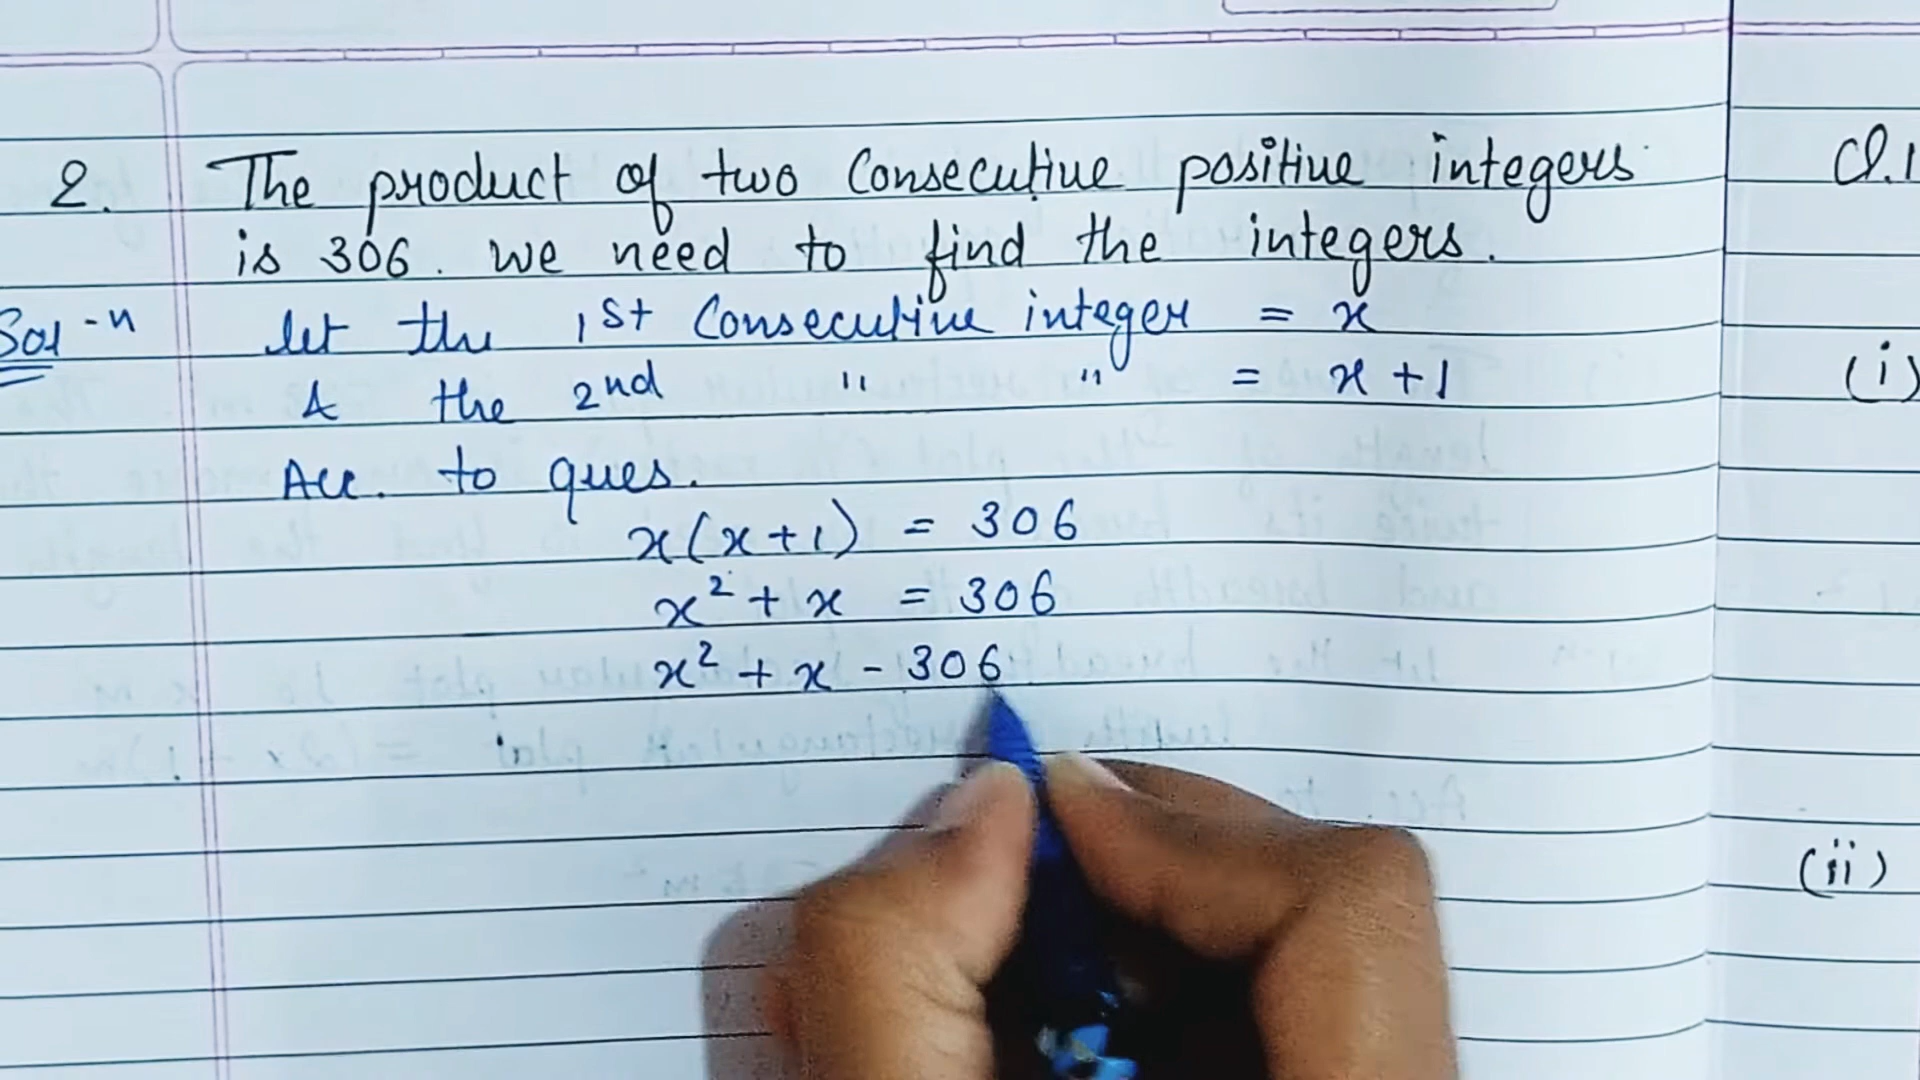 2. The product of two Consecutive positive integers
is 306. We need to find the integers.
Sol-n let the 1st Consecutive integer = x
& the 2nd " " = x + 1
Acc. to ques.
x(x+1) = 306
x² + x = 306
x² + x - 306
Q.1
(i)
(ii)